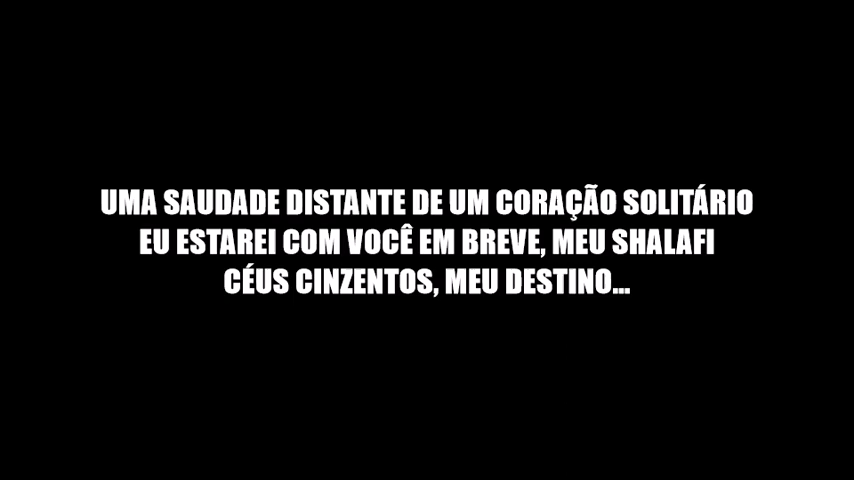 UMA SAUDADE DISTANTE DE UM CORAÇÃO SOLITÁRIO
EU ESTAREI COM VOCÊ EM BREVE, MEU SHALAFI
CÉUS CINZENTOS, MEU DESTINO...